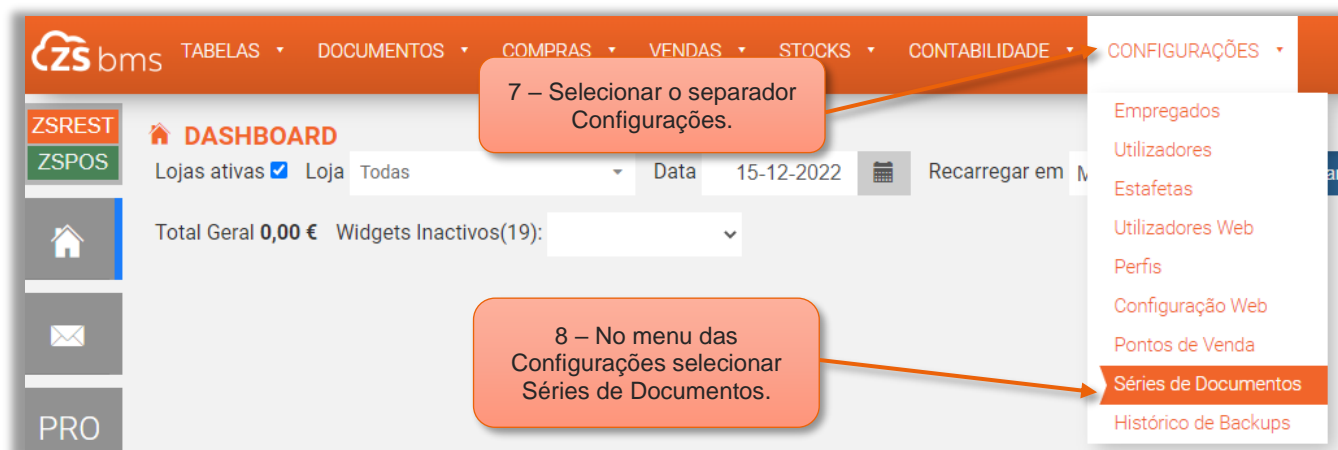 ZS bms TABELAS DOCUMENTOS COMPRAS VENDAS STOCKS CONTABILIDADE CONFIGURAÇÕES
7 – Selecionar o separador
Configurações.
ZSREST
ZSPOS
DASHBOARD
Lojas ativas Loja Todas Data 15-12-2022 Recarregar em
Total Geral 0,00 € Widgets Inactivos(19):
Empregados
Utilizadores
Estafetas
Utilizadores Web
Perfis
Configuração Web
Pontos de Venda
Séries de Documentos
Histórico de Backups
8 – No menu das
Configurações selecionar
Séries de Documentos.
PRO